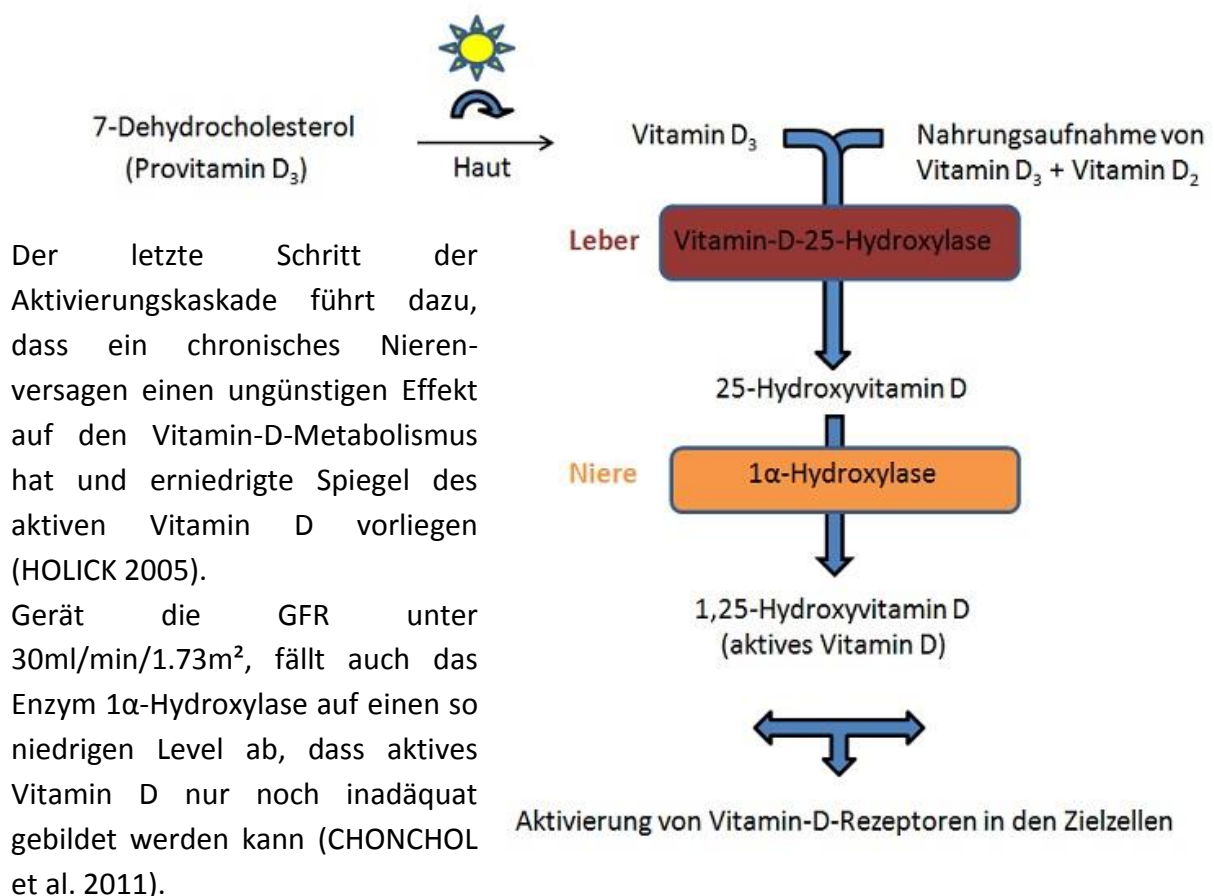 7-Dehydrocholesterol
(Provitamin D₃)
Haut
Vitamin D₃
Nahrungsaufnahme von
Vitamin D₃ + Vitamin D₂
Leber
Vitamin-D-25-Hydroxylase
25-Hydroxyvitamin D
Niere
1α-Hydroxylase
1,25-Hydroxyvitamin D
(aktives Vitamin D)
Aktivierung von Vitamin-D-Rezeptoren in den Zielzellen
Der letzte Schritt der
Aktivierungskaskade führt dazu,
dass ein chronisches Nieren-
versagen einen ungünstigen Effekt
auf den Vitamin-D-Metabolismus
hat und erniedrigte Spiegel des
aktiven Vitamin D vorliegen
(HOLICK 2005).
Gerät die GFR unter
30ml/min/1.73m², fällt auch das
Enzym 1α-Hydroxylase auf einen so
niedrigen Level ab, dass aktives
Vitamin D nur noch inadäquat
gebildet werden kann (CHONCHOL
et al. 2011).